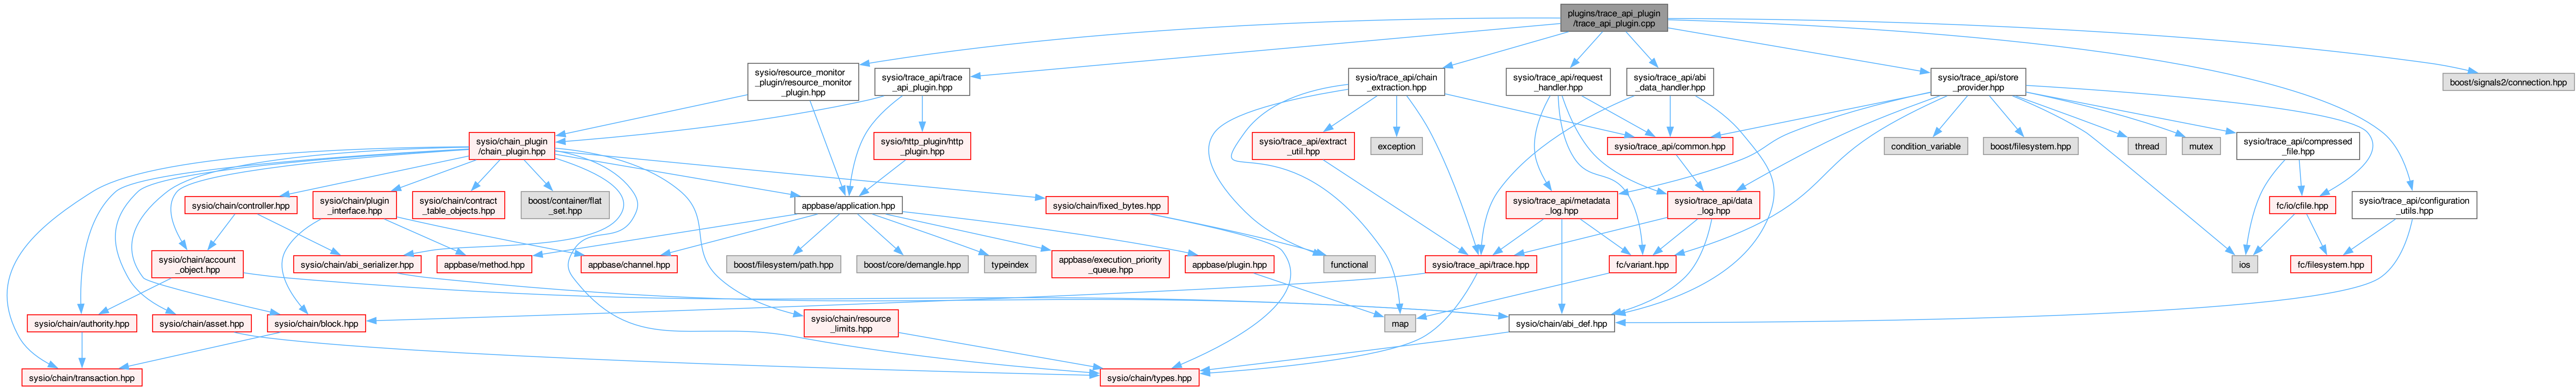 plugins/trace_api_plugin
/trace_api_plugin.cpp
sysio/resource_monitor
_plugin/resource_monitor
_plugin.hpp
sysio/trace_api/trace
_api_plugin.hpp
sysio/trace_api/chain
_extraction.hpp
sysio/trace_api/request
_handler.hpp
sysio/trace_api/abi
_data_handler.hpp
sysio/trace_api/store
_provider.hpp
boost/signals2/connection.hpp
sysio/chain_plugin
/chain_plugin.hpp
sysio/http_plugin/http
_plugin.hpp
sysio/trace_api/extract
_util.hpp
exception
sysio/trace_api/common.hpp
condition_variable
boost/filesystem.hpp
thread
mutex
sysio/trace_api/compressed
_file.hpp
sysio/chain/controller.hpp
sysio/chain/plugin
_interface.hpp
sysio/chain/contract
_table_objects.hpp
boost/container/flat
_set.hpp
appbase/application.hpp
sysio/chain/fixed_bytes.hpp
sysio/trace_api/metadata
_log.hpp
sysio/trace_api/data
_log.hpp
fc/io/cfile.hpp
sysio/trace_api/configuration
_utils.hpp
sysio/chain/account
_object.hpp
sysio/chain/abi_serializer.hpp
appbase/method.hpp
appbase/channel.hpp
boost/filesystem/path.hpp
boost/core/demangle.hpp
typeindex
appbase/execution_priority
_queue.hpp
appbase/plugin.hpp
functional
sysio/trace_api/trace.hpp
fc/variant.hpp
ios
fc/filesystem.hpp
sysio/chain/authority.hpp
sysio/chain/asset.hpp
sysio/chain/block.hpp
sysio/chain/resource
_limits.hpp
map
sysio/chain/abi_def.hpp
sysio/chain/transaction.hpp
sysio/chain/types.hpp